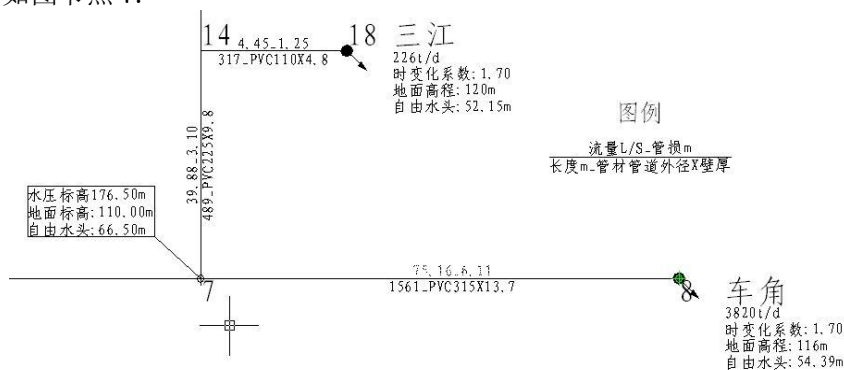 14
4.45_1.25
317_PVC110X4.8
18
三江
226t/d
时变化系数: 1.70
地面高程: 120m
自由水头: 52.15m
图例
流量L/S_管损m
长度m_管材管道外径X壁厚
39.88_3.10
489_PVC225X9.8
水压标高176.50m
地面标高: 110.00m
自由水头: 66.50m
7
75.16_6.11
1561_PVC315X13.7
8
车角
3820t/d
时变化系数: 1.70
地面高程: 116m
自由水头: 54.39m